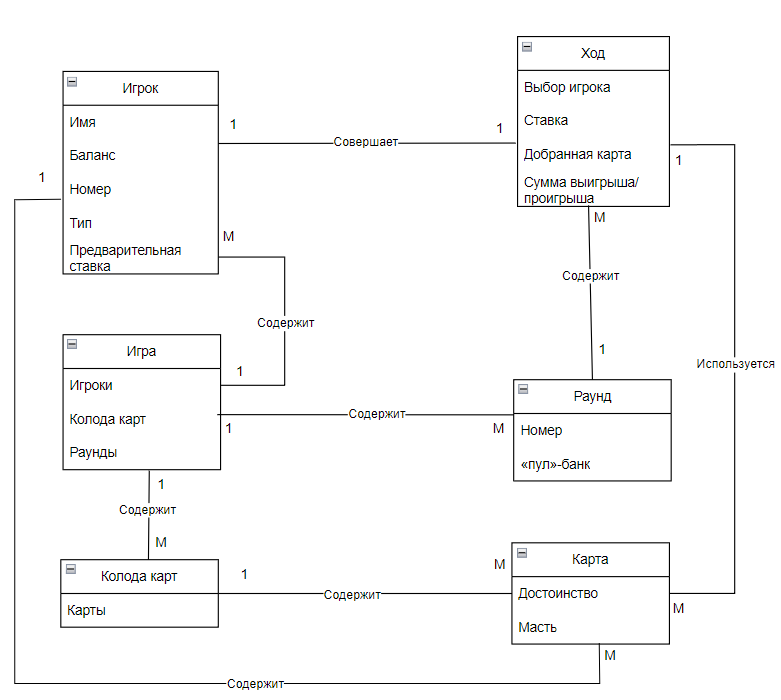 Ход
Выбор игрока
Ставка
Добранная карта
Сумма выигрыша/
проигрыша
Игрок
Имя
Баланс
Номер
Тип
Предварительная
ставка
1
Совершает
1
1
1
М
М
Содержит
Содержит
1
1
Используется
Игра
Игроки
Колода карт
Раунды
1
Содержит
М
Раунд
Номер
«пул»-банк
1
Содержит
М
Колода карт
Карты
1
Содержит
М
Карта
Достоинство
Масть
М
М
Содержит